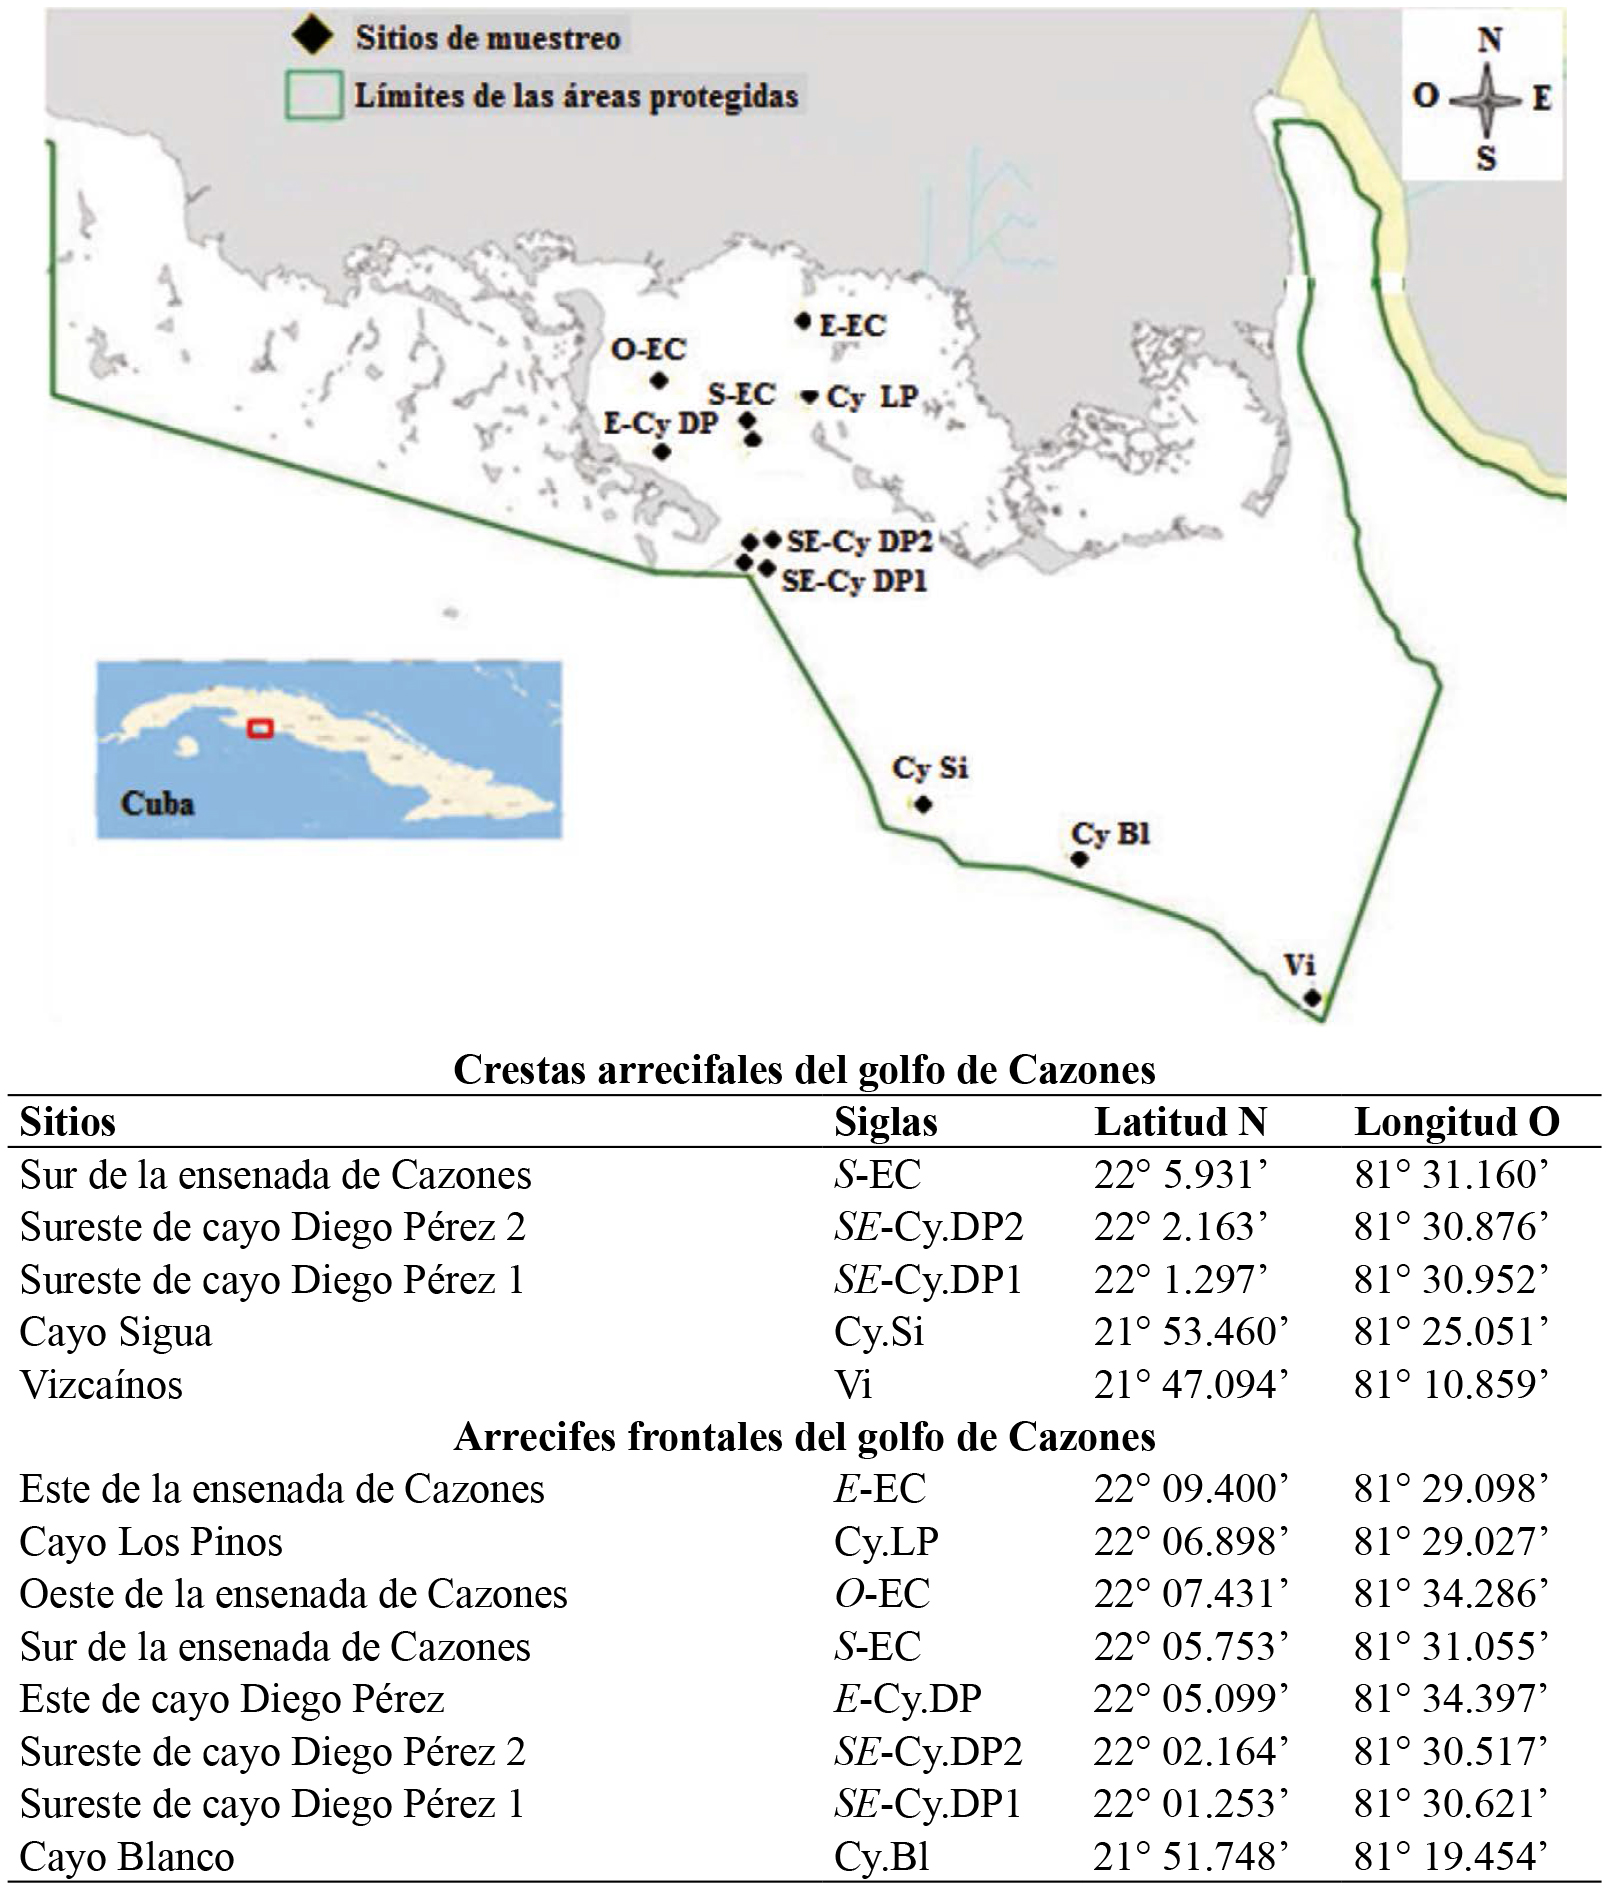 Sitios de muestreo
Límites de las áreas protegidas
N
O E
S
E-EC
O-EC
S-EC
Cy LP
E-Cy DP
SE-Cy DP2
SE-Cy DP1
Cy Si
Cuba
Cy Bl
Vi
Crestas arrecifales del golfo de Cazones
Sitios Siglas Latitud N Longitud O
Sur de la ensenada de Cazones S-EC 22° 5.931’ 81° 31.160’
Sureste de cayo Diego Pérez 2 SE-Cy.DP2 22° 2.163’ 81° 30.876’
Sureste de cayo Diego Pérez 1 SE-Cy.DP1 22° 1.297’ 81° 30.952’
Cayo Sigua Cy.Si 21° 53.460’ 81° 25.051’
Vizcaínos Vi 21° 47.094’ 81° 10.859’
Arrecifes frontales del golfo de Cazones
Este de la ensenada de Cazones E-EC 22° 09.400’ 81° 29.098’
Cayo Los Pinos Cy.LP 22° 06.898’ 81° 29.027’
Oeste de la ensenada de Cazones O-EC 22° 07.431’ 81° 34.286’
Sur de la ensenada de Cazones S-EC 22° 05.753’ 81° 31.055’
Este de cayo Diego Pérez E-Cy.DP 22° 05.099’ 81° 34.397’
Sureste de cayo Diego Pérez 2 SE-Cy.DP2 22° 02.164’ 81° 30.517’
Sureste de cayo Diego Pérez 1 SE-Cy.DP1 22° 01.253’ 81° 30.621’
Cayo Blanco Cy.Bl 21° 51.748’ 81° 19.454’